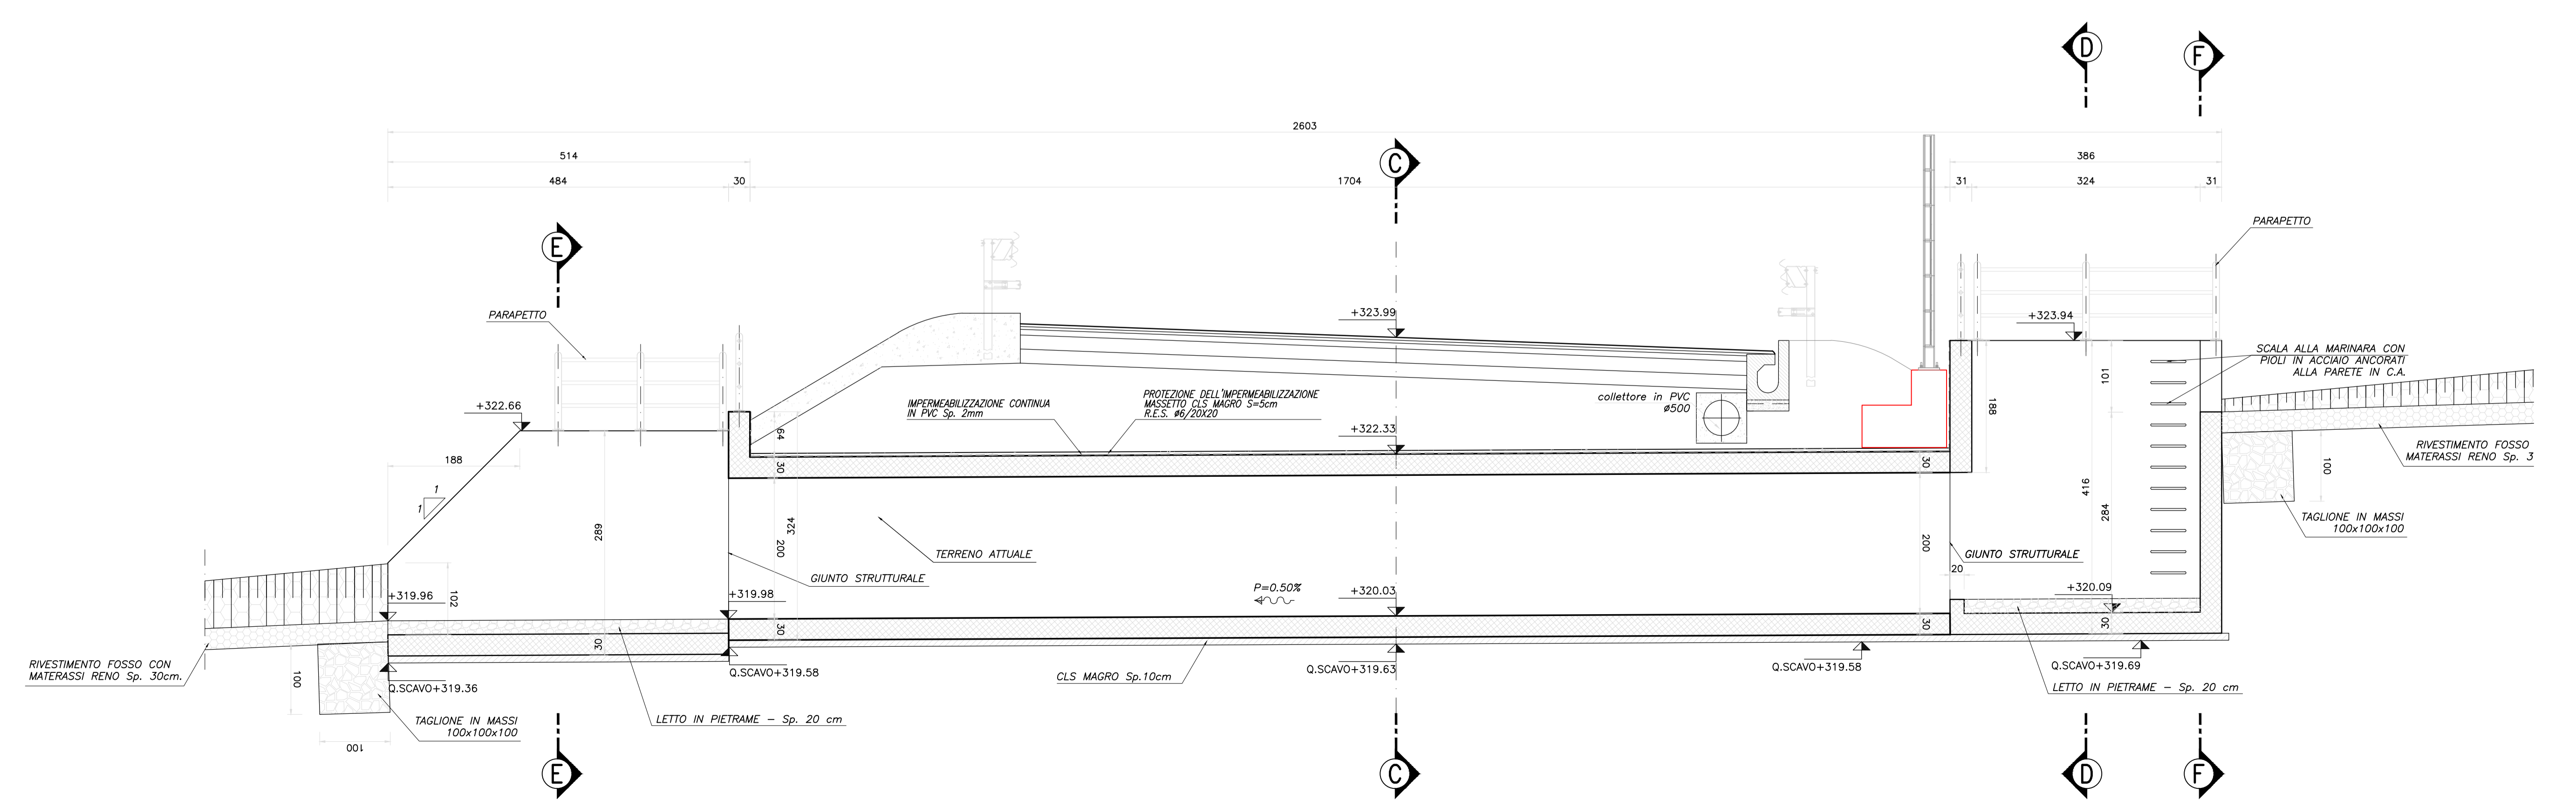 D
F
2603
514
C
386
484
30
1704
31
324
31
PARAPETTO
E
PARAPETTO
+323.99
+323.94
SCALA ALLA MARINARA CON
PIOLI IN ACCIAIO ANCORATI
ALLA PARETE IN C.A.
101
188
+322.66
IMPERMEABILIZZAZIONE CONTINUA
IN PVC Sp. 2mm
PROTEZIONE DELL'IMPERMEABILIZZAZIONE
MASSETTO CLS MAGRO S=5cm
R.E.S. ø6/20X20
collettore in PVC
ø500
+322.33
64
30
30
188
1
1
RIVESTIMENTO FOSSO
MATERASSI RENO Sp. 3
100
416
284
289
324
200
200
TAGLIONE IN MASSI
100x100x100
TERRENO ATTUALE
GIUNTO STRUTTURALE
GIUNTO STRUTTURALE
20
P=0.50%
102
+319.96
+319.98
+320.03
+320.09
30
30
30
30
RIVESTIMENTO FOSSO CON
MATERASSI RENO Sp. 30cm.
100
Q.SCAVO+319.36
Q.SCAVO+319.58
CLS MAGRO Sp.10cm
Q.SCAVO+319.63
Q.SCAVO+319.58
Q.SCAVO+319.69
LETTO IN PIETRAME - Sp. 20 cm
TAGLIONE IN MASSI
100x100x100
LETTO IN PIETRAME - Sp. 20 cm
100
E
C
D
F